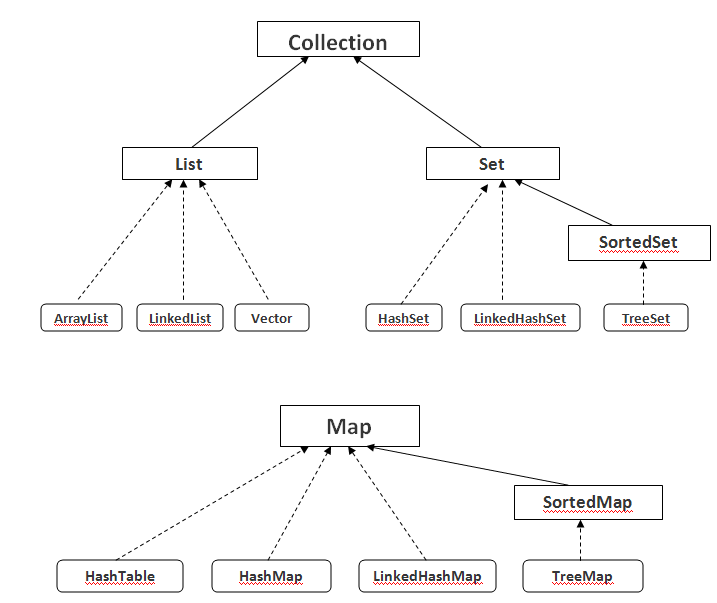 Collection
List
Set
SortedSet
ArrayList
LinkedList
Vector
HashSet
LinkedHashSet
TreeSet
Map
SortedMap
HashTable
HashMap
LinkedHashMap
TreeMap